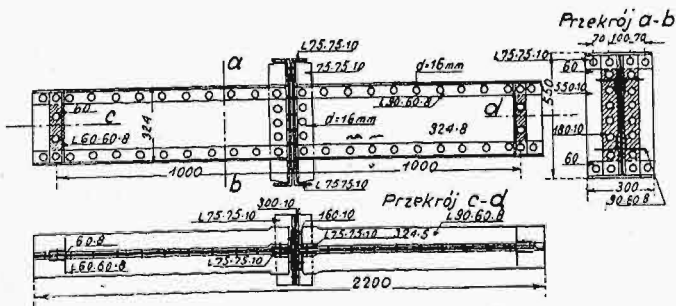 Przekrój a-b
70 100 70
L75·75·10
75·75·10
a
d=16mm
L75·75·10
60
550·10
550
60
c
324
d=16mm
L90·60·8
d
324·8
L60·60·8
180·10
60
1000
b
1000
L75·75·10
300
90·60·8
Przekrój c-d
300·10
L75·75·10
160·10
L90·60·8
60·8
L75·75·10
324·5
L60·60·8
L75·75·10
2200